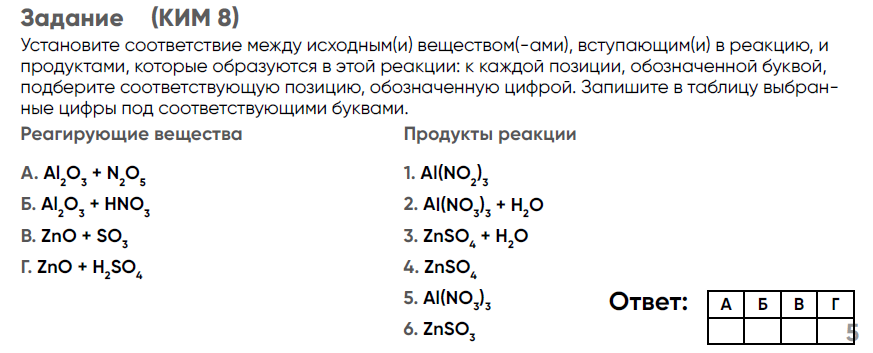 Задание (КИМ 8)
Установите соответствие между исходным(и) веществом(-ами), вступающим(и) в реакцию, и
продуктами, которые образуются в этой реакции: к каждой позиции, обозначенной буквой,
подберите соответствующую позицию, обозначенную цифрой. Запишите в таблицу выбран-
ные цифры под соответствующими буквами.
Реагирующие вещества
А. Al₂O₃ + N₂O₅
Б. Al₂O₃ + HNO₃
В. ZnO + SO₃
Г. ZnO + H₂SO₄
Продукты реакции
1. Al(NO₂)₃
2. Al(NO₃)₃ + H₂O
3. ZnSO₄ + H₂O
4. ZnSO₄
5. Al(NO₃)₃
6. ZnSO₃
Ответ:
А Б В Г
5